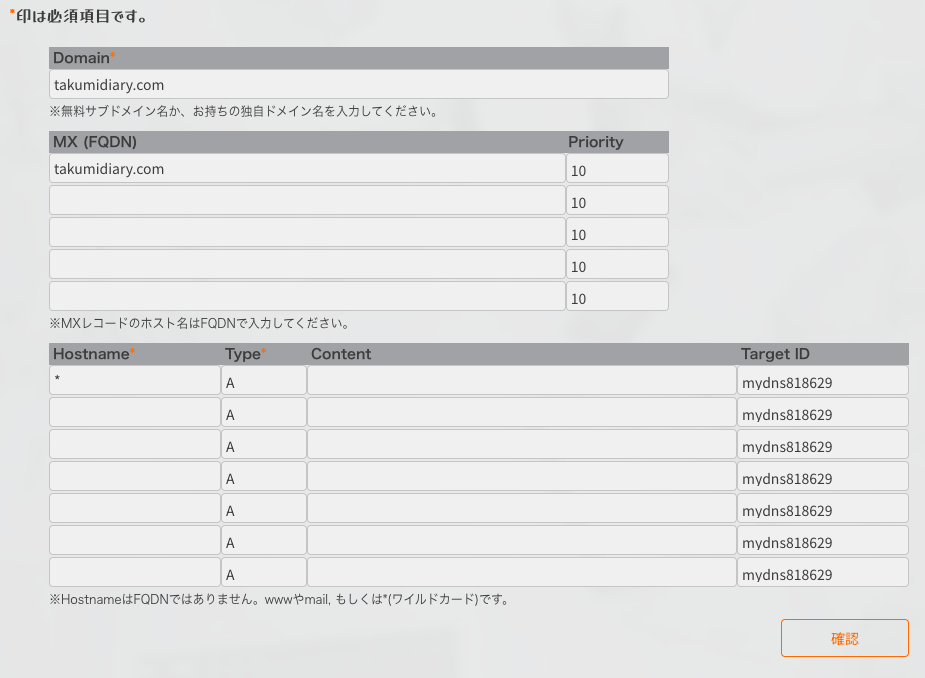 *印は必須項目です。
Domain*
takumidiary.com
※無料サブドメイン名か、お持ちの独自ドメイン名を入力してください。
MX (FQDN) Priority
takumidiary.com 10
10
10
10
10
※MXレコードのホスト名はFQDNで入力してください。
Hostname* Type* Content Target ID
* A mydns818629
A mydns818629
A mydns818629
A mydns818629
A mydns818629
A mydns818629
A mydns818629
※HostnameはFQDNではありません。wwwやmail, もしくは*(ワイルドカード)です。
確認